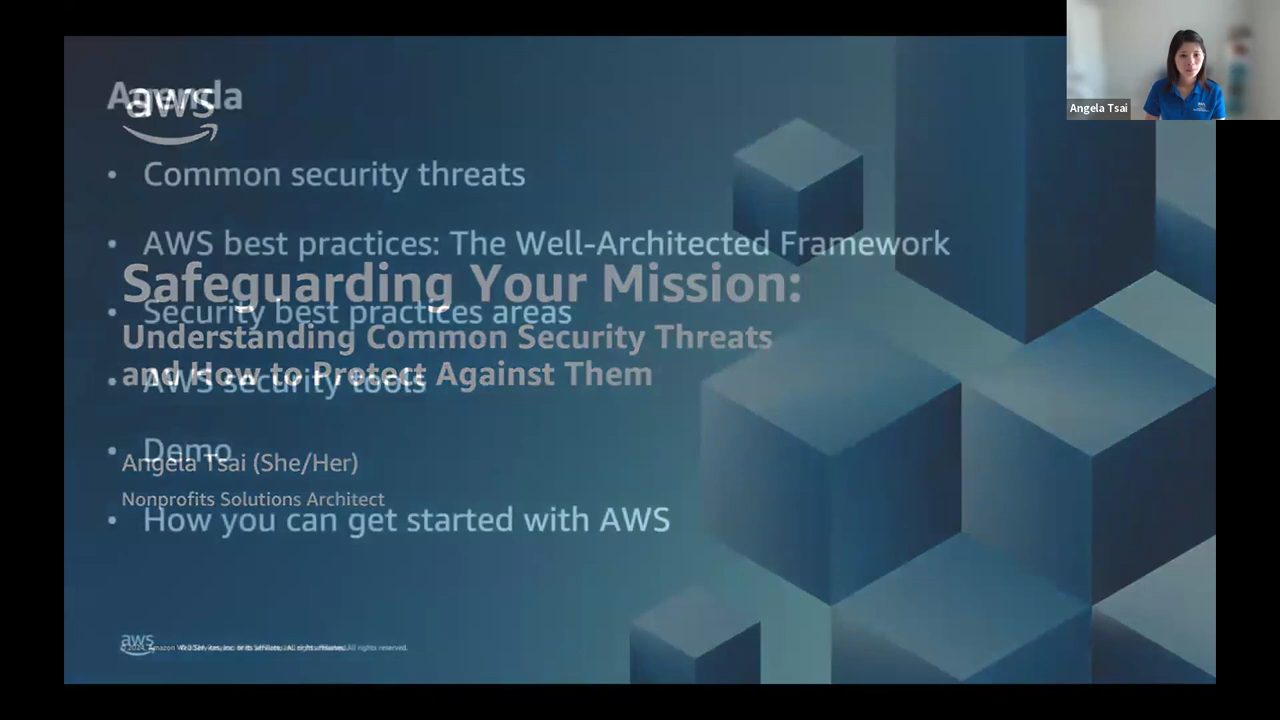 Angela Tsai
Agenda
aws
• Common security threats
• AWS best practices: The Well-Architected Framework
Safeguarding Your Mission:
• Security best practices areas
Understanding Common Security Threats
and How to Protect Against Them
• AWS security tools
• Demo
Angela Tsai (She/Her)
Nonprofits Solutions Architect
• How you can get started with AWS
aws